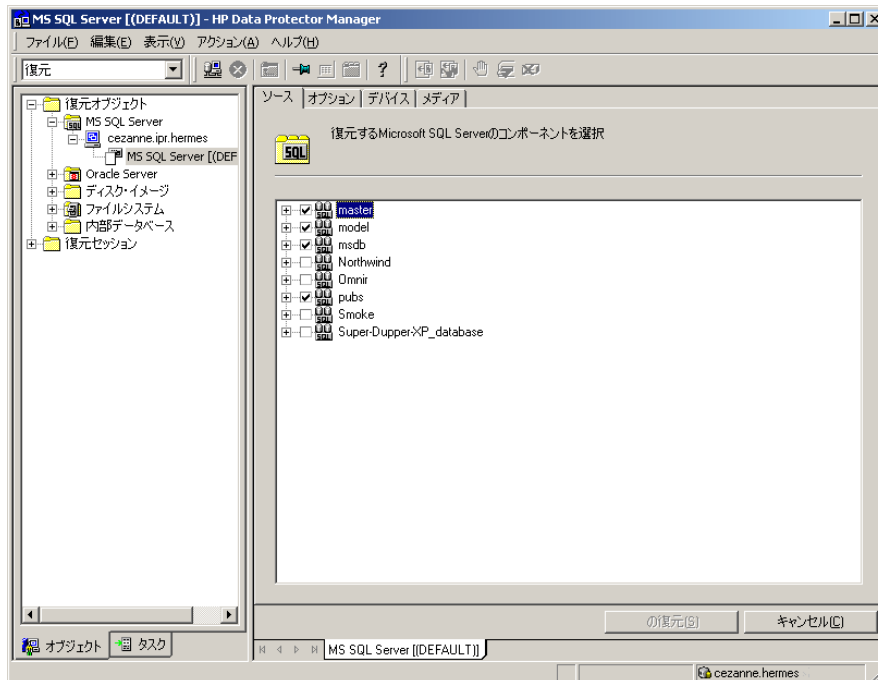 MS SQL Server [(DEFAULT)] - HP Data Protector Manager
ファイル(F) 編集(E) 表示(V) アクション(A) ヘルプ(H)
復元
復元オブジェクト
MS SQL Server
cezanne.ipr.hermes
MS SQL Server [(DEF
Oracle Server
ディスク・イメージ
ファイルシステム
内部データベース
復元セッション
オブジェクト タスク
ソース オプション デバイス メディア
SQL 復元するMicrosoft SQL Serverのコンポーネントを選択
master
model
msdb
Northwind
Omnir
pubs
Smoke
Super-Dupper-XP_database
の復元(S) キャンセル(C)
MS SQL Server [(DEFAULT)]
cezanne.hermes